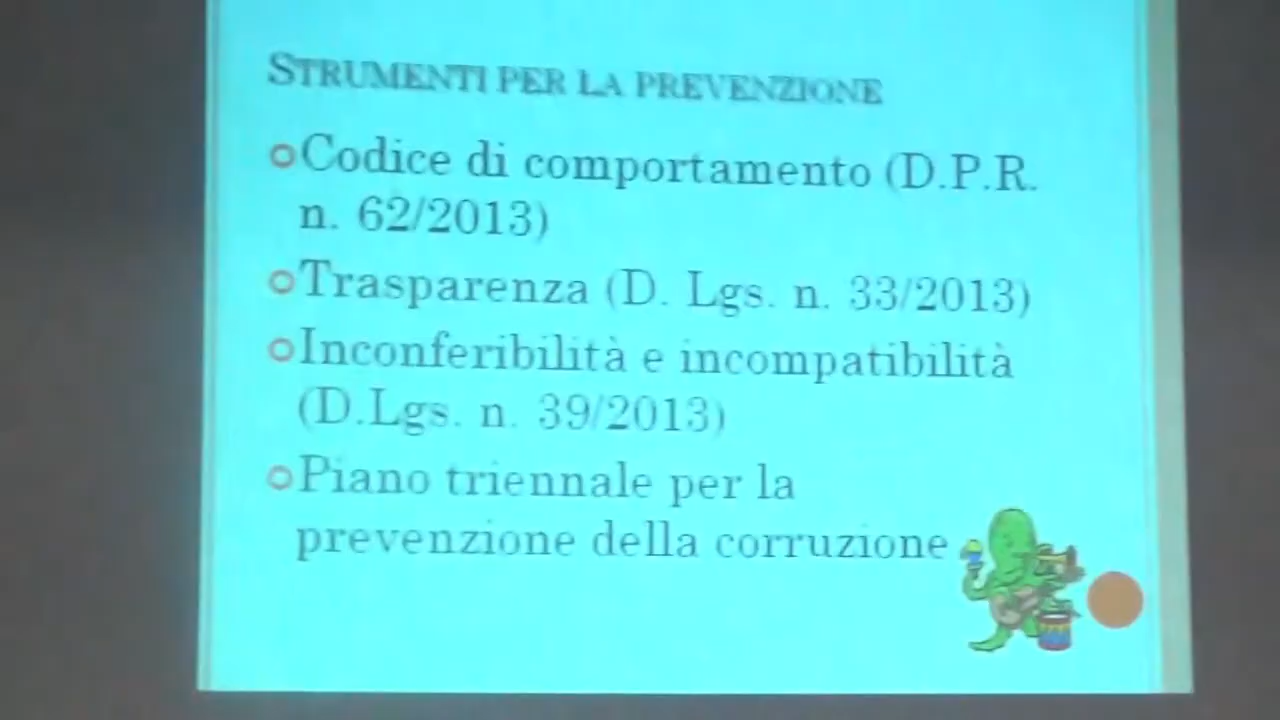 STRUMENTI PER LA PREVENZIONE
Codice di comportamento (D.P.R.
n. 62/2013)
Trasparenza (D. Lgs. n. 33/2013)
Inconferibilità e incompatibilità
(D.Lgs. n. 39/2013)
Piano triennale per la
prevenzione della corruzione